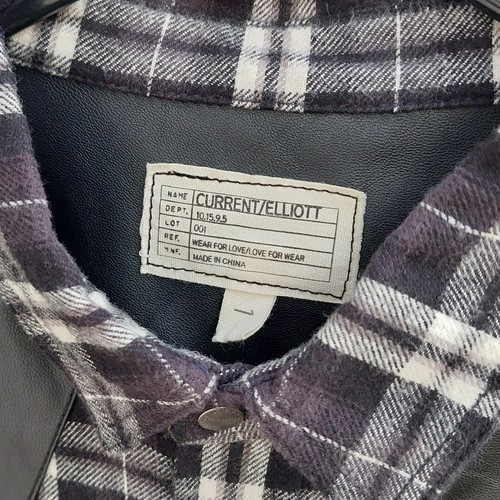 NAME CURRENT/ELLIOTT
DEPT. 10.15.9.5
LOT 001
REF. WEAR FOR LOVE/LOVE FOR WEAR
MNF. MADE IN CHINA
1